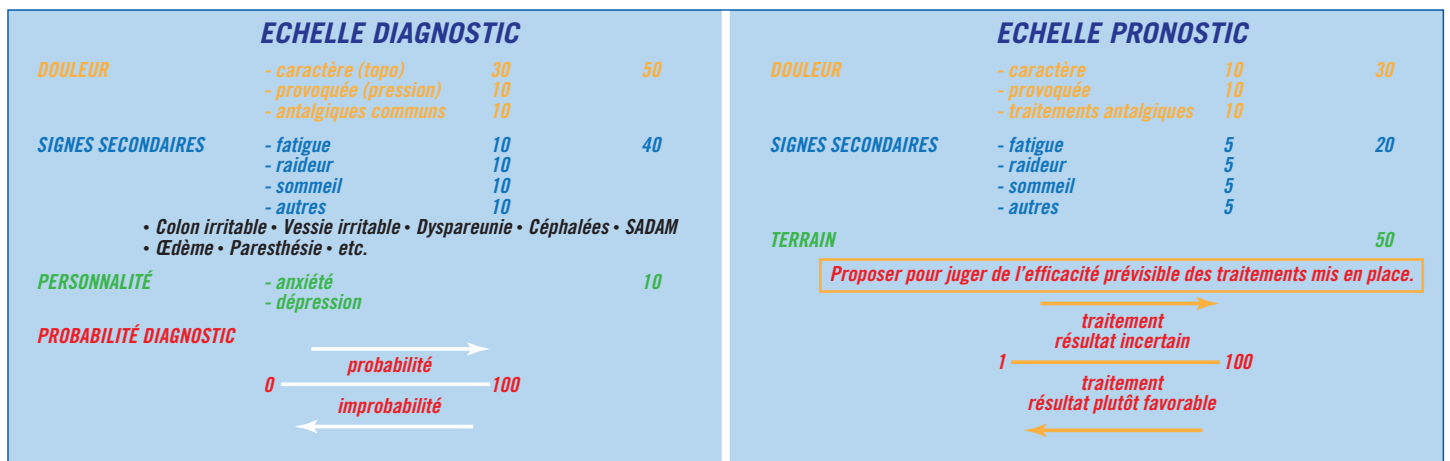 ECHELLE DIAGNOSTIC
DOULEUR - caractère (topo) 30 50
- provoquée (pression) 10
- antalgiques communs 10
SIGNES SECONDAIRES - fatigue 10 40
- raideur 10
- sommeil 10
- autres 10
• Colon irritable • Vessie irritable • Dyspareunie • Céphalées • SADAM
• Œdème • Paresthésie • etc.
PERSONNALITÉ - anxiété 10
- dépression
PROBABILITÉ DIAGNOSTIC
probabilité
0 100
improbabilité
ECHELLE PRONOSTIC
DOULEUR - caractère 10 30
- provoquée 10
- traitements antalgiques 10
SIGNES SECONDAIRES - fatigue 5 20
- raideur 5
- sommeil 5
- autres 5
TERRAIN 50
Proposer pour juger de l'efficacité prévisible des traitements mis en place.
traitement
résultat incertain
1 100
traitement
résultat plutôt favorable